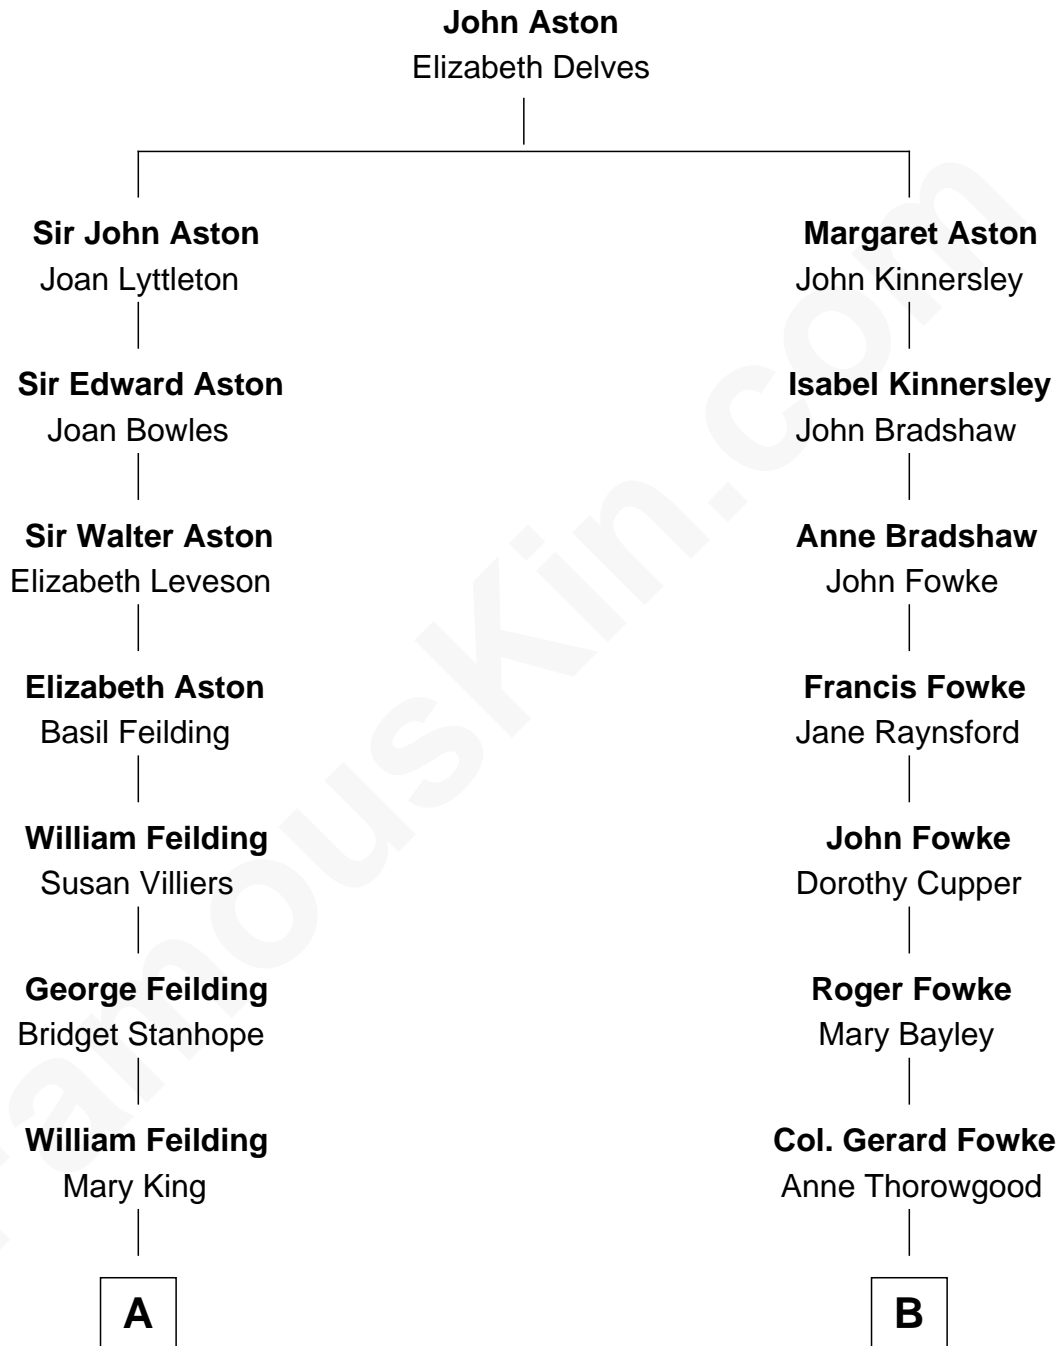 John Aston
Elizabeth Delves
Sir John Aston
Joan Lyttleton
Sir Edward Aston
Joan Bowles
Sir Walter Aston
Elizabeth Leveson
Elizabeth Aston
Basil Feilding
William Feilding
Susan Villiers
George Feilding
Bridget Stanhope
William Feilding
Mary King
A
Margaret Aston
John Kinnersley
Isabel Kinnersley
John Bradshaw
Anne Bradshaw
John Fowke
Francis Fowke
Jane Raynsford
John Fowke
Dorothy Cupper
Roger Fowke
Mary Bayley
Col. Gerard Fowke
Anne Thorowgood
B
FamousKin.com